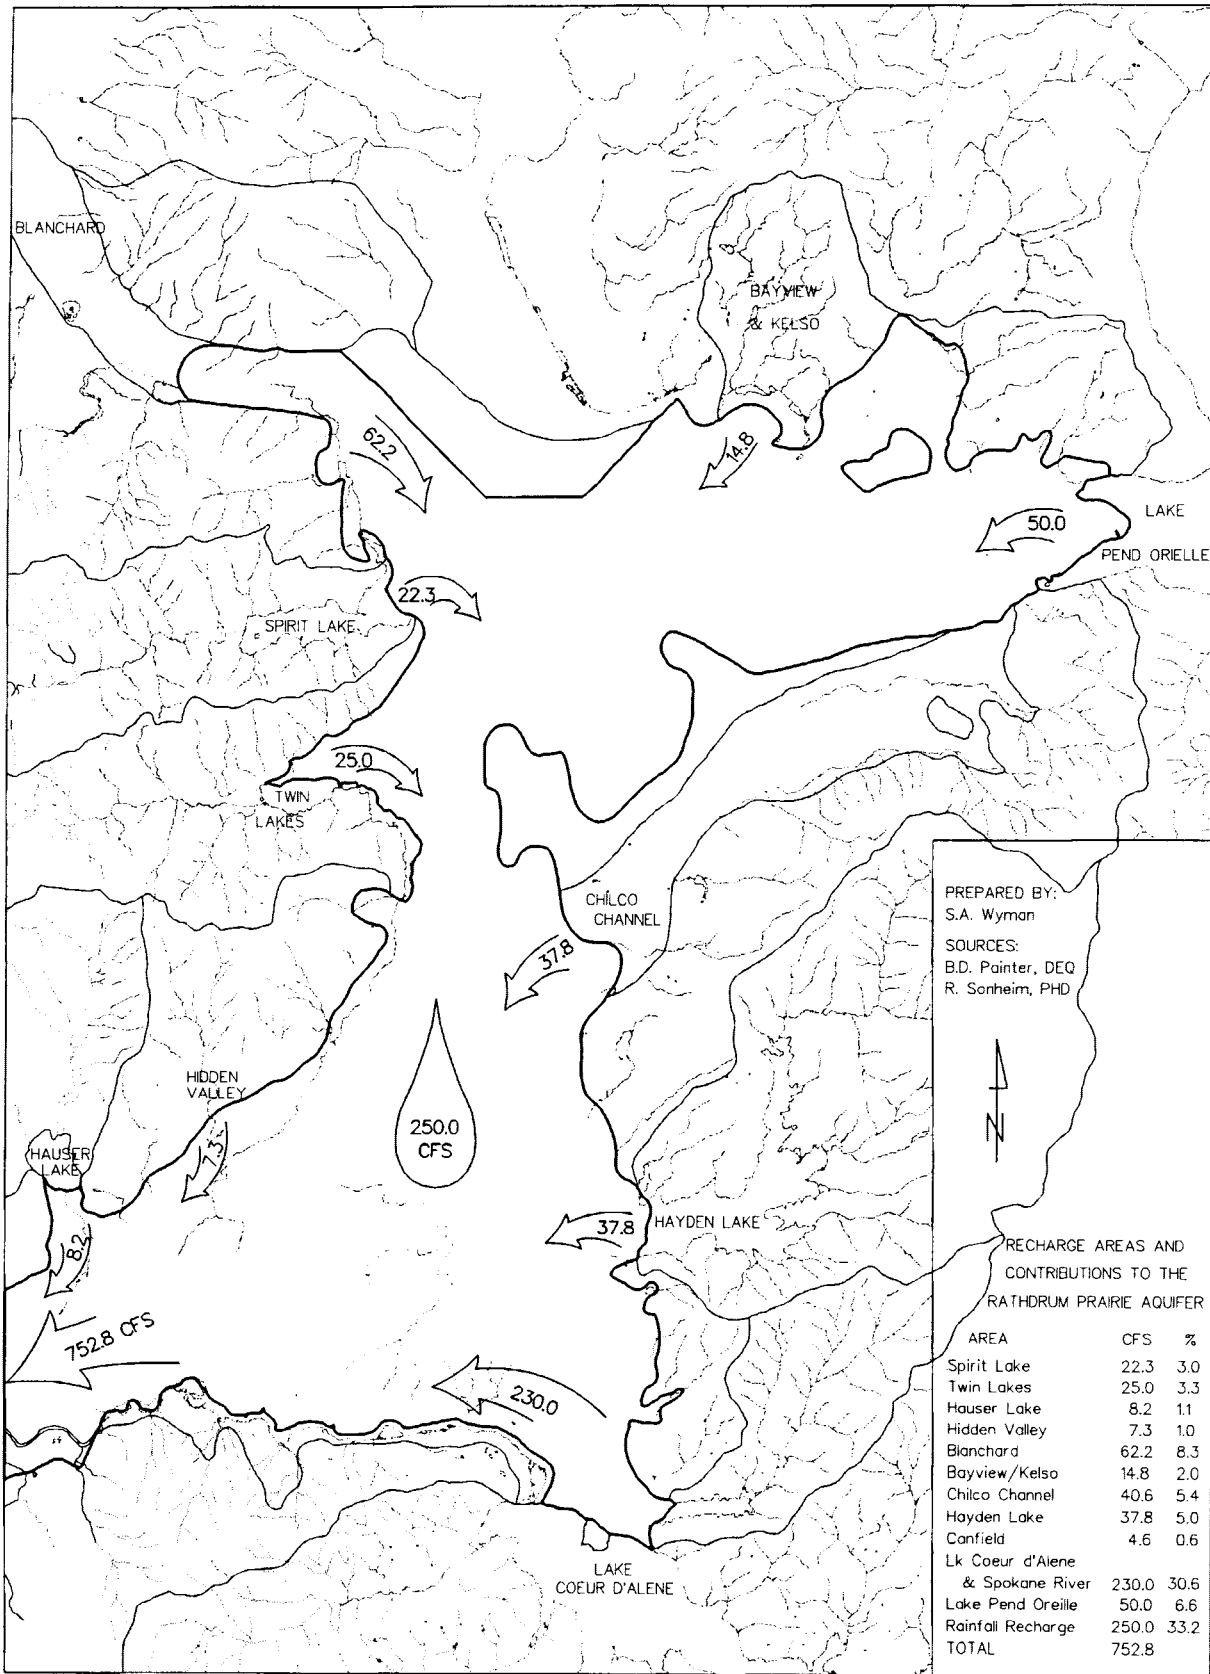 BLANCHARD
BAYVIEW
& KELSO
62.2
14.8
50.0
LAKE
PEND ORIELLE
22.3
SPIRIT LAKE
25.0
TWIN
LAKES
CHILCO
CHANNEL
37.8
HIDDEN
VALLEY
250.0
CFS
7.3
HAUSER
LAKE
8.2
37.8
HAYDEN LAKE
752.8 CFS
230.0
LAKE
COEUR D'ALENE
PREPARED BY:
S.A. Wyman
SOURCES:
B.D. Painter, DEQ
R. Sonheim, PHD
N
RECHARGE AREAS AND
CONTRIBUTIONS TO THE
RATHDRUM PRAIRIE AQUIFER
AREA CFS %
Spirit Lake 22.3 3.0
Twin Lakes 25.0 3.3
Hauser Lake 8.2 1.1
Hidden Valley 7.3 1.0
Blanchard 62.2 8.3
Bayview/Kelso 14.8 2.0
Chilco Channel 40.6 5.4
Hayden Lake 37.8 5.0
Canfield 4.6 0.6
Lk Coeur d'Alene
& Spokane River 230.0 30.6
Lake Pend Oreille 50.0 6.6
Rainfall Recharge 250.0 33.2
TOTAL 752.8